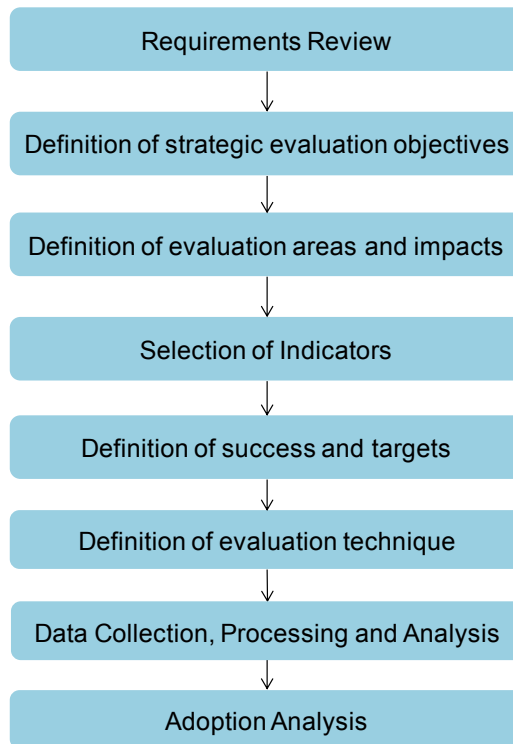 Requirements Review
Definition of strategic evaluation objectives
Definition of evaluation areas and impacts
Selection of Indicators
Definition of success and targets
Definition of evaluation technique
Data Collection, Processing and Analysis
Adoption Analysis